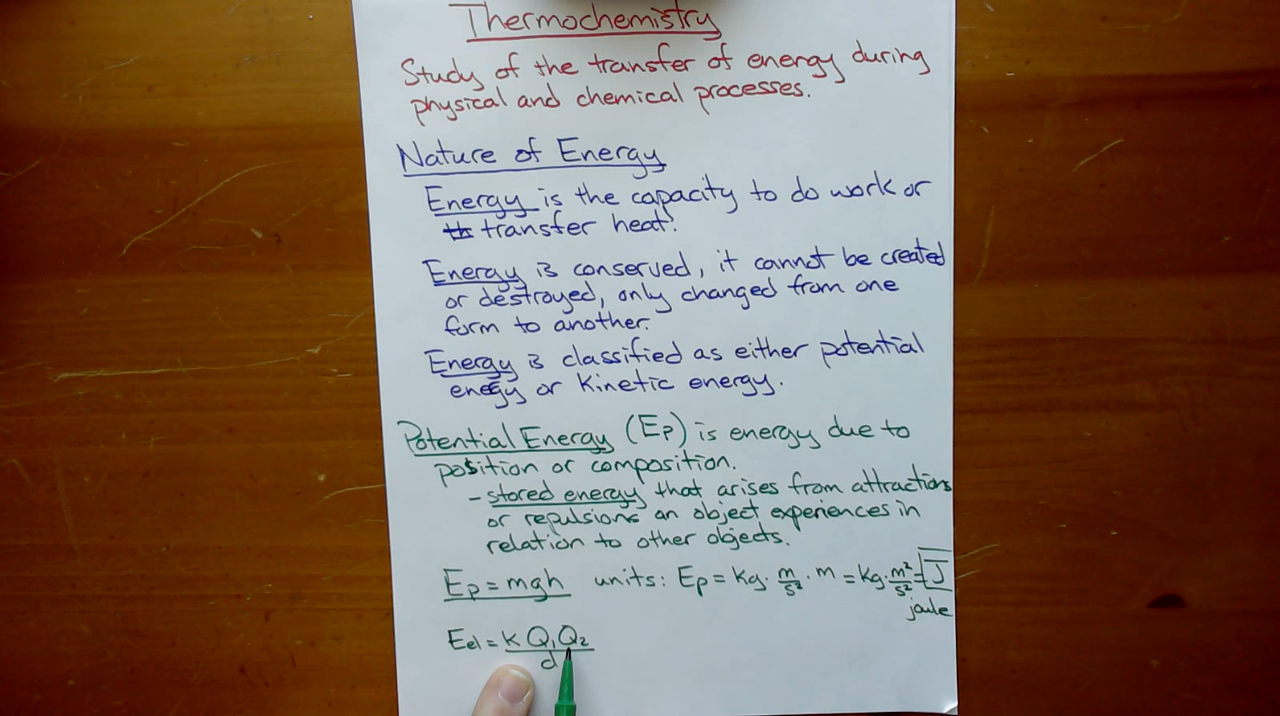 Thermochemistry
Study of the transfer of energy during
physical and chemical processes.
Nature of Energy
Energy is the capacity to do work or
th transfer heat.
Energy is conserved, it cannot be created
or destroyed, only changed from one
form to another.
Energy is classified as either potential
energy or kinetic energy.
Potential Energy (Ep) is energy due to
position or composition.
- stored energy that arises from attractions
or repulsions an object experiences in
relation to other objects.
Ep = mgh units: Ep = kg · m/s² · m = kg · m²/s² = J
joule
Eel = k Q₁Q₂
d